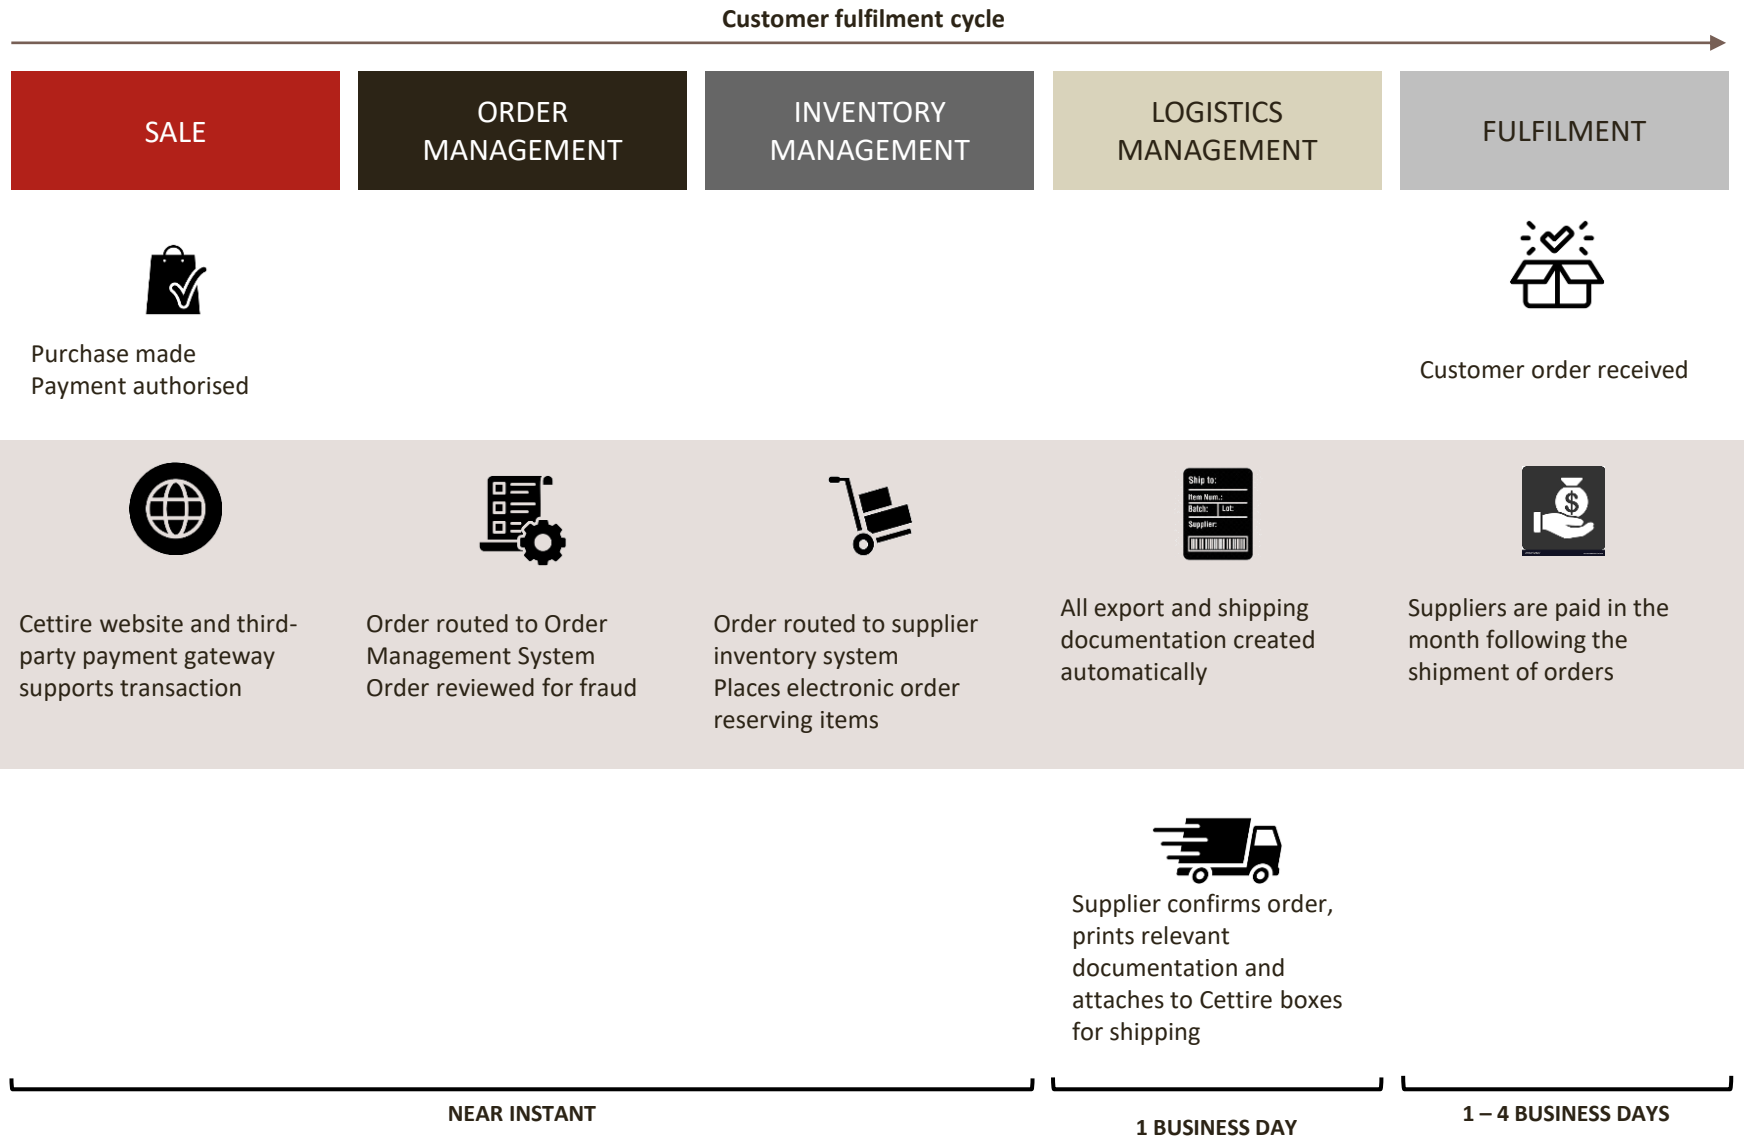 Customer fulfilment cycle
SALE
ORDER
MANAGEMENT
INVENTORY
MANAGEMENT
LOGISTICS
MANAGEMENT
FULFILMENT
Purchase made
Payment authorised
Customer order received
Ship to:
Item Num.:
Batch: Lot:
Supplier:
$
Cettire website and third-
party payment gateway
supports transaction
Order routed to Order
Management System
Order reviewed for fraud
Order routed to supplier
inventory system
Places electronic order
reserving items
All export and shipping
documentation created
automatically
Suppliers are paid in the
month following the
shipment of orders
Supplier confirms order,
prints relevant
documentation and
attaches to Cettire boxes
for shipping
NEAR INSTANT
1 BUSINESS DAY
1 – 4 BUSINESS DAYS